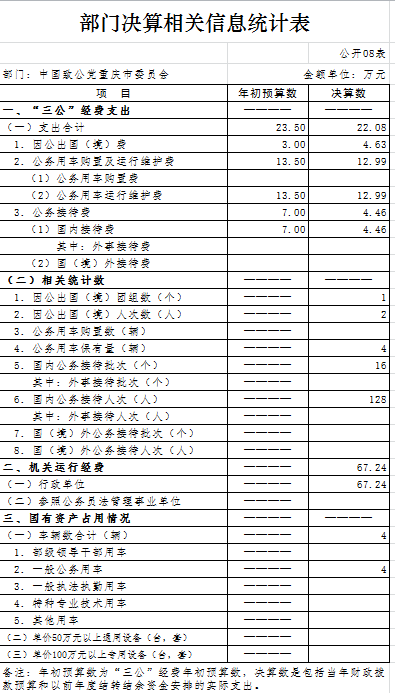 部门决算相关信息统计表
公开05表
部门：中国致公党重庆市委员会 金额单位：万元
项 目 年初预算数 决算数
一、“三公”经费支出 ———— ————
（一）支出合计 23.50 22.08
1．因公出国（境）费 3.00 4.63
2．公务用车购置及运行维护费 13.50 12.99
（1）公务用车购置费
（2）公务用车运行维护费 13.50 12.99
3．公务接待费 7.00 4.46
（1）国内接待费 7.00 4.46
其中：外事接待费
（2）国（境）外接待费
（二）相关统计数 ———— ————
1．因公出国（境）团组数（个） ———— 1
2．因公出国（境）人次数（人） ———— 2
3．公务用车购置数（辆） ————
4．公务用车保有量（辆） ———— 4
5．国内公务接待批次（个） ———— 16
其中：外事接待批次（个） ————
6．国内公务接待人次（人） ———— 128
其中：外事接待人次（人） ————
7．国（境）外公务接待批次（个） ————
8．国（境）外公务接待人次（人） ————
二、机关运行经费 ———— 67.24
（一）行政单位 ———— 67.24
（二）参照公务员法管理事业单位 ————
三、国有资产占用情况 ———— ————
（一）车辆数合计（辆） ———— 4
1．部级领导干部用车 ————
2．一般公务用车 ———— 4
3．一般执法执勤用车 ————
4．特种专业技术用车 ————
5．其他用车 ————
（二）单价50万元以上通用设备（台，套） ————
（三）单价100万元以上专用设备（台，套） ————
备注：年初预算数为“三公”经费年初预算数，决算数是包括当年财政拨
款预算和以前年度结转结余资金安排的实际支出。